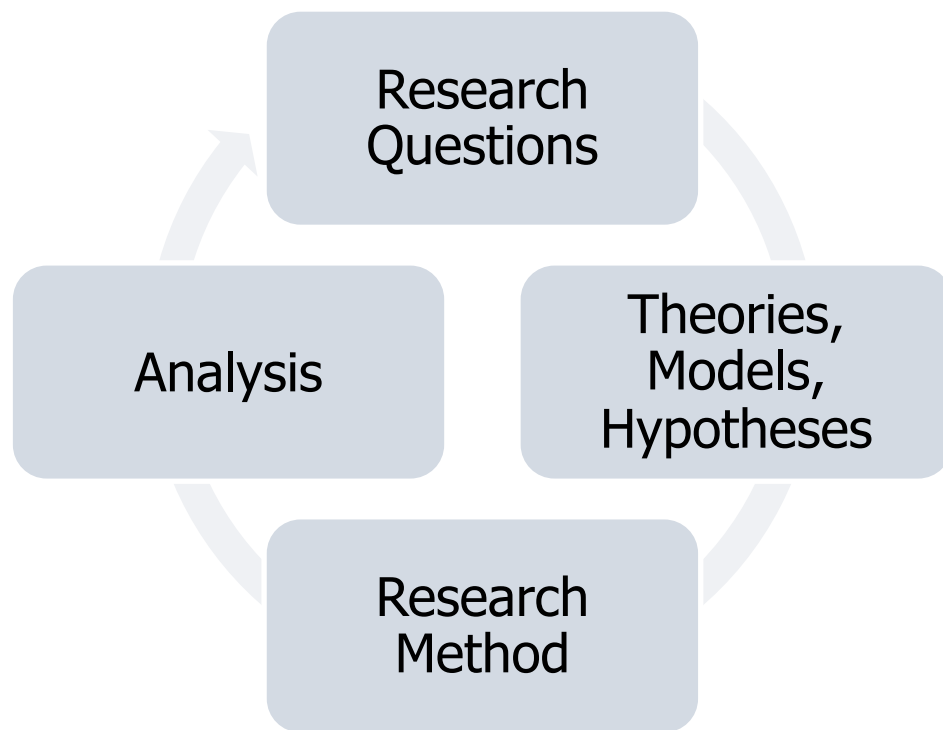 Research
Questions
Theories,
Models,
Hypotheses
Research
Method
Analysis